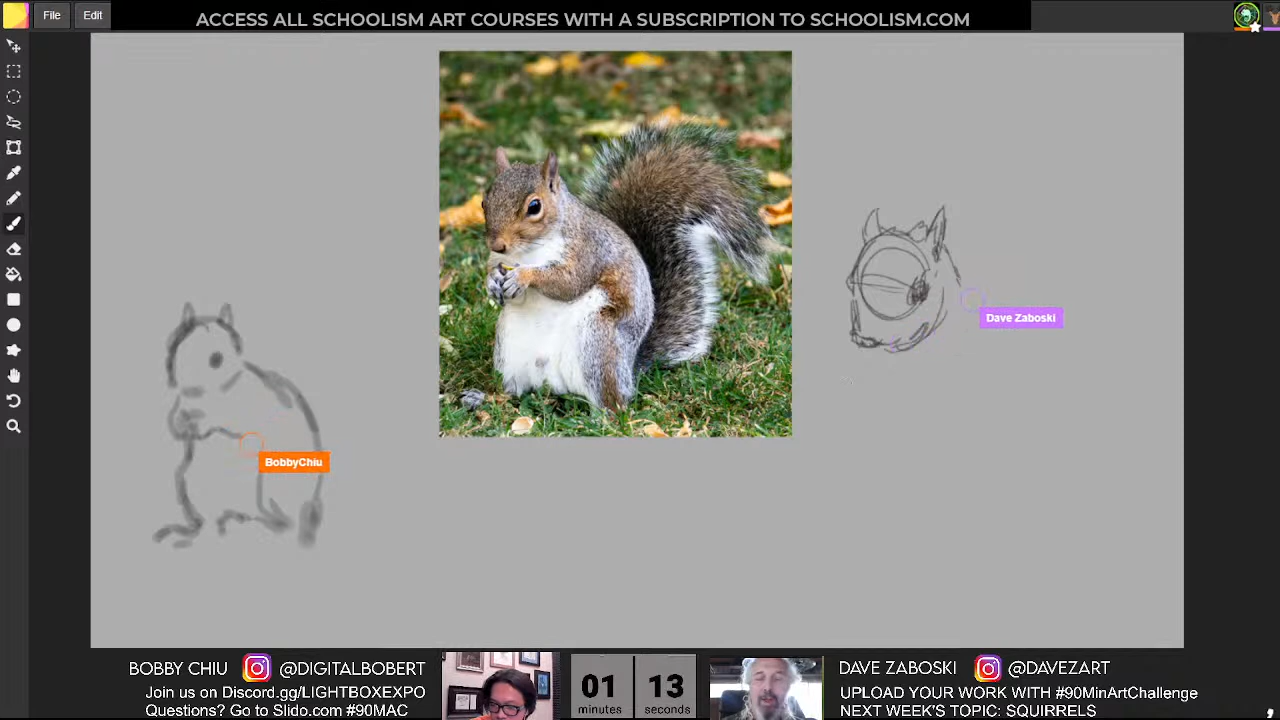 File
Edit
ACCESS ALL SCHOOLISM ART COURSES WITH A SUBSCRIPTION TO SCHOOLISM.COM
Dave Zaboski
BobbyChiu
BOBBY CHIU @DIGITALBOBERT
Join us on Discord.gg/LIGHTBOXEXPO
Questions? Go to Slido.com #90MAC
01 13
minutes seconds
DAVE ZABOSKI @DAVEZART
UPLOAD YOUR WORK WITH #90MinArtChallenge
NEXT WEEK'S TOPIC: SQUIRRELS